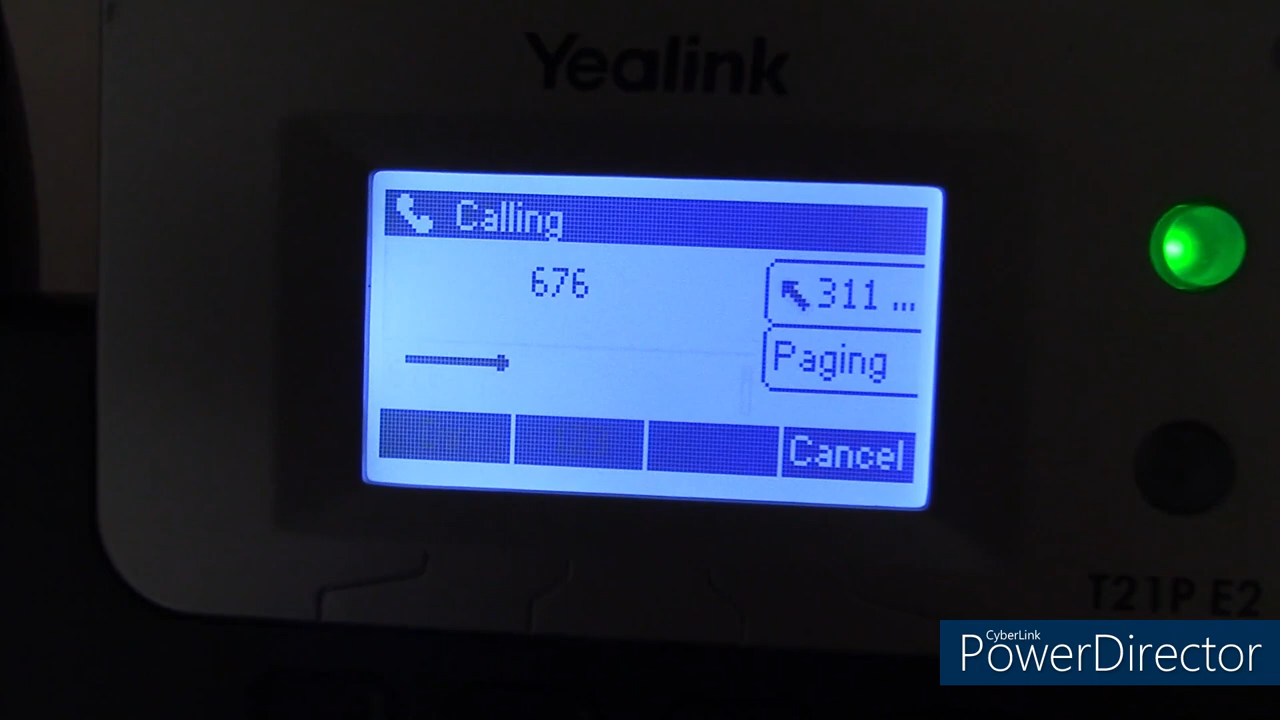 Yealink
Calling
676
311 ...
Paging
Cancel
T21P E2
CyberLink
PowerDirector